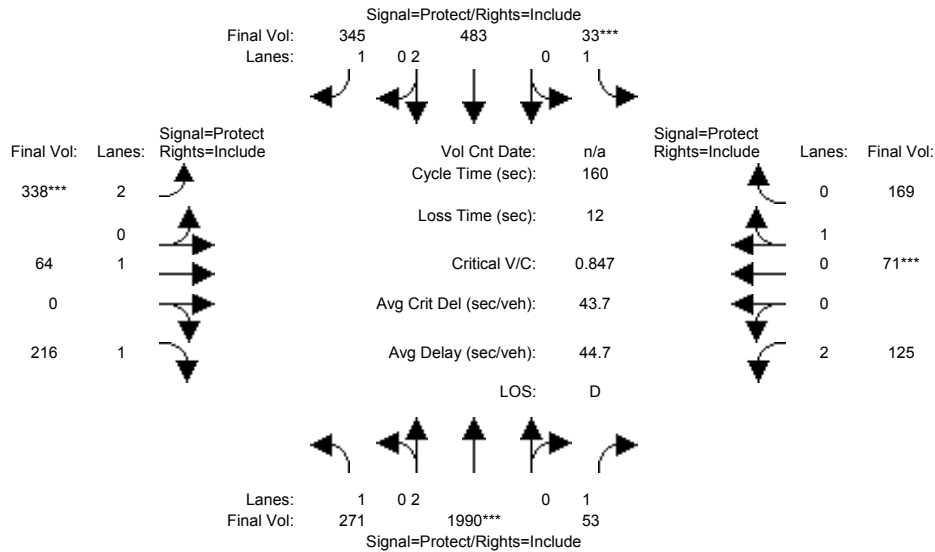 Signal=Protect/Rights=Include
Final Vol: 345 483 33***
Lanes: 1 0 2 0 1
Signal=Protect
Final Vol: Lanes: Rights=Include
Vol Cnt Date: n/a
Signal=Protect
Rights=Include Lanes: Final Vol:
338*** 2
Cycle Time (sec): 160
0 169
0
Loss Time (sec): 12
1
64 1
Critical V/C: 0.847
0 71***
0 0
Avg Crit Del (sec/veh): 43.7
0
216 1
Avg Delay (sec/veh): 44.7
2 125
LOS: D
Lanes: 1 0 2 0 1
Final Vol: 271 1990*** 53
Signal=Protect/Rights=Include